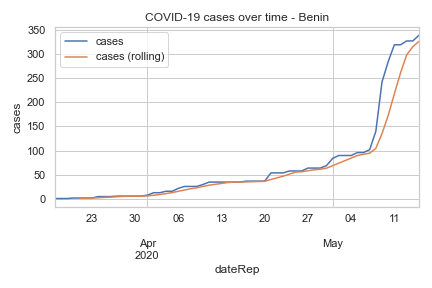 COVID-19 cases over time - Benin
cases
cases (rolling)
cases
350
300
250
200
150
100
50
0
23 30 06 13 20 27 04 11
Apr May
2020
dateRep